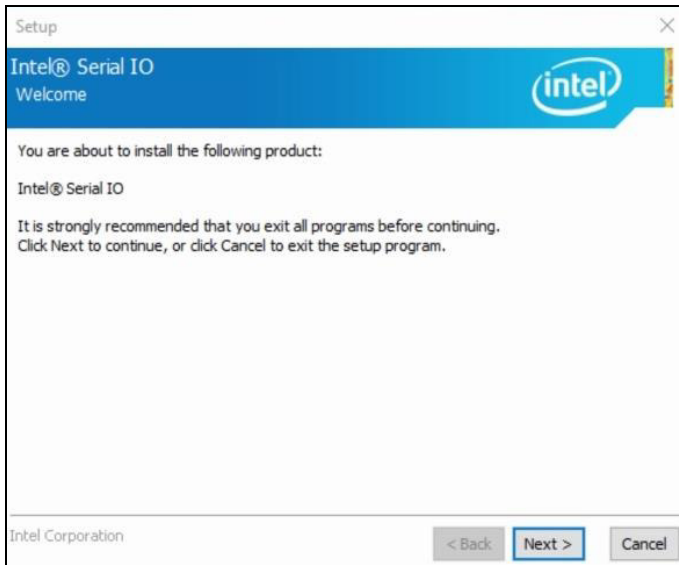 Setup
Intel® Serial IO
Welcome
intel
You are about to install the following product:
Intel® Serial IO
It is strongly recommended that you exit all programs before continuing.
Click Next to continue, or click Cancel to exit the setup program.
Intel Corporation
< Back Next > Cancel